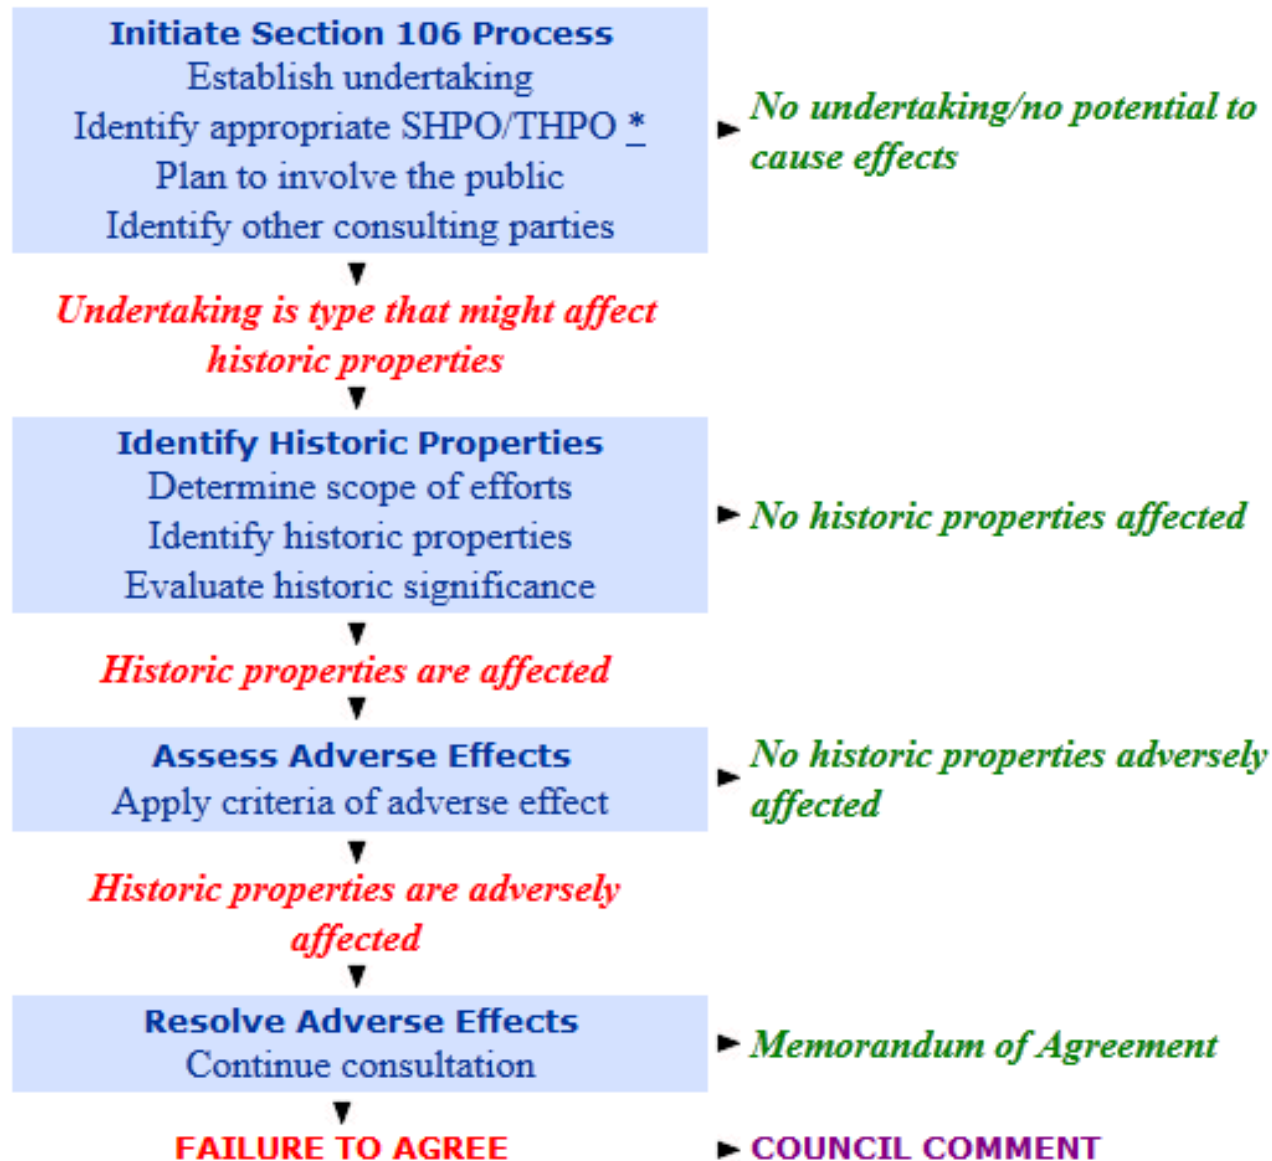 Initiate Section 106 Process
Establish undertaking
Identify appropriate SHPO/THPO *
Plan to involve the public
Identify other consulting parties
No undertaking/no potential to
cause effects
Undertaking is type that might affect
historic properties
Identify Historic Properties
Determine scope of efforts
Identify historic properties
Evaluate historic significance
No historic properties affected
Historic properties are affected
Assess Adverse Effects
Apply criteria of adverse effect
No historic properties adversely
affected
Historic properties are adversely
affected
Resolve Adverse Effects
Continue consultation
Memorandum of Agreement
FAILURE TO AGREE
COUNCIL COMMENT